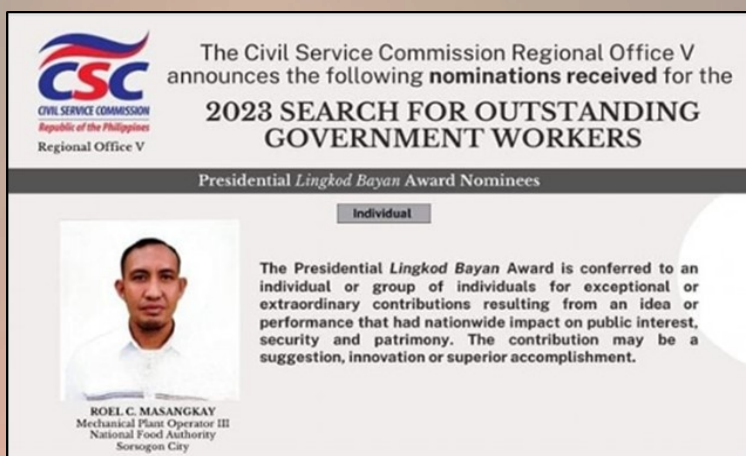 CSC
CIVIL SERVICE COMMISSION
Republic of the Philippines
Regional Office V
The Civil Service Commission Regional Office V
announces the following nominations received for the
2023 SEARCH FOR OUTSTANDING
GOVERNMENT WORKERS
Presidential Lingkod Bayan Award Nominees
Individual
The Presidential Lingkod Bayan Award is conferred to an
individual or group of individuals for exceptional or
extraordinary contributions resulting from an idea or
performance that had nationwide impact on public interest,
security and patrimony. The contribution may be a
suggestion, innovation or superior accomplishment.
ROEL C. MASANGKAY
Mechanical Plant Operator III
National Food Authority
Sorsogon City